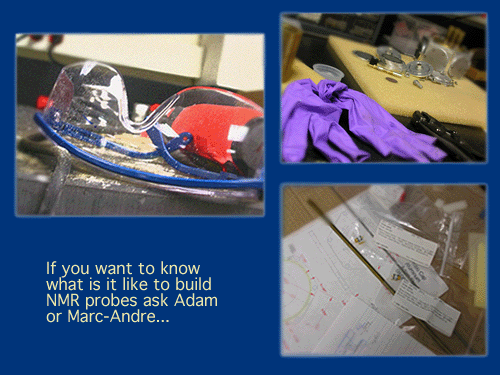 If you want to know
what is it like to build
NMR probes ask Adam
or Marc-Andre...